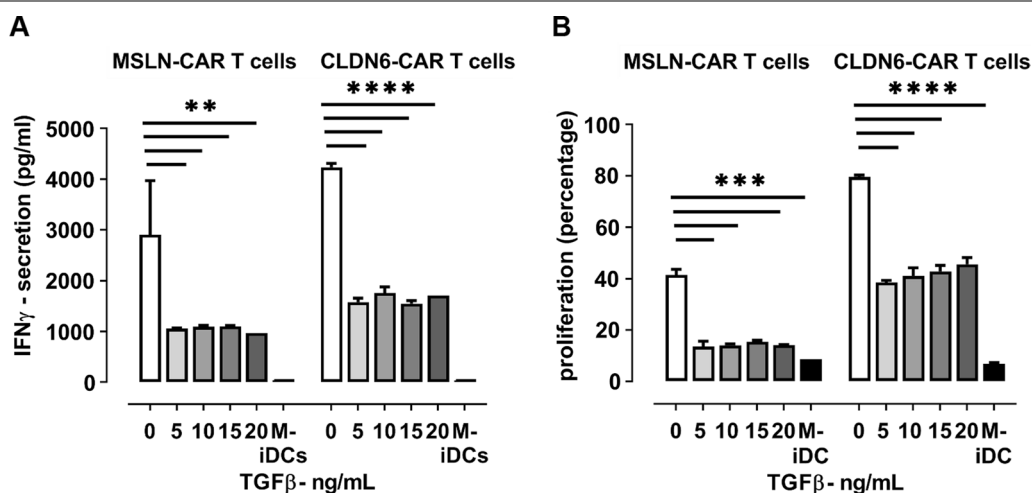 A
MSLN-CAR T cells CLDN6-CAR T cells
** ****
IFNγ - secretion (pg/ml)
5000
4000
3000
2000
1000
0
0 5 10 15 20 M- 0 5 10 15 20 M-
iDCs iDCs
TGFβ- ng/mL
B
MSLN-CAR T cells CLDN6-CAR T cells
*** ****
proliferation (percentage)
100
80
60
40
20
0
0 5 10 15 20 M- 0 5 10 15 20 M-
iDC iDC
TGFβ- ng/mL